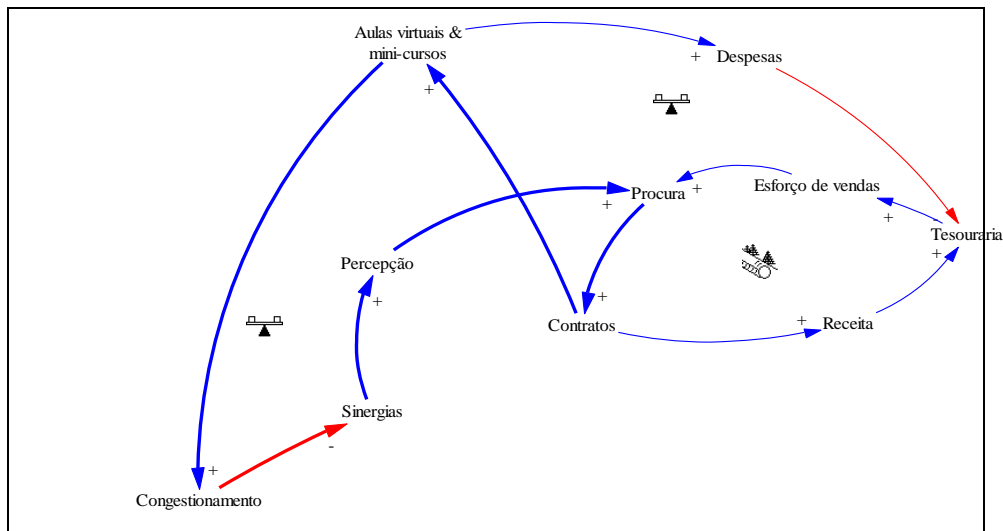 Aulas virtuais &
mini-cursos
+
+ Despesas
+
Procura
+
Esforço de vendas
+
+
-
Tesouraria
+
Percepção
+
+
Contratos
+
Receita
Sinergias
-
+
Congestionamento